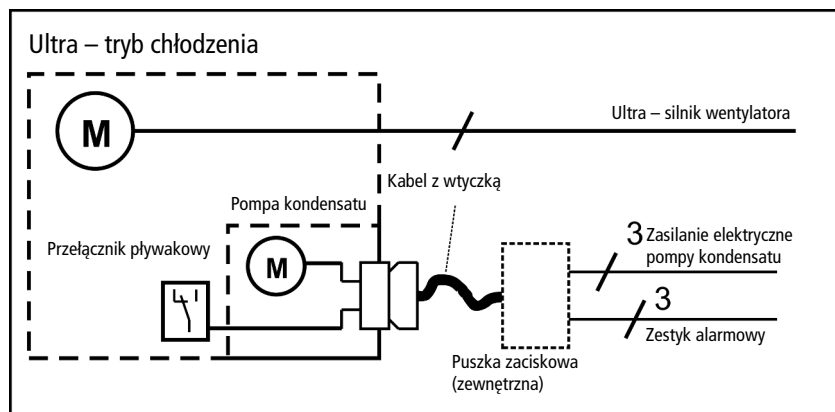 Ultra – tryb chłodzenia
M
Ultra – silnik wentylatora
Kabel z wtyczką
Pompa kondensatu
Przełącznik pływakowy
M
3 Zasilanie elektryczne
pompy kondensatu
3
Zestyk alarmowy
Puszka zaciskowa
(zewnętrzna)